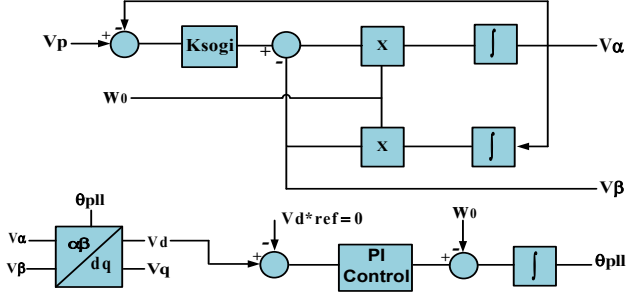 Vp
+
-
Ksogi
+
-
X
∫
Vα
w0
X
∫
Vβ
θpll
Vα
Vβ
αβ
dq
Vd
Vq
Vd*ref=0
-
+
PI
Control
w0
-
+
∫
θpll